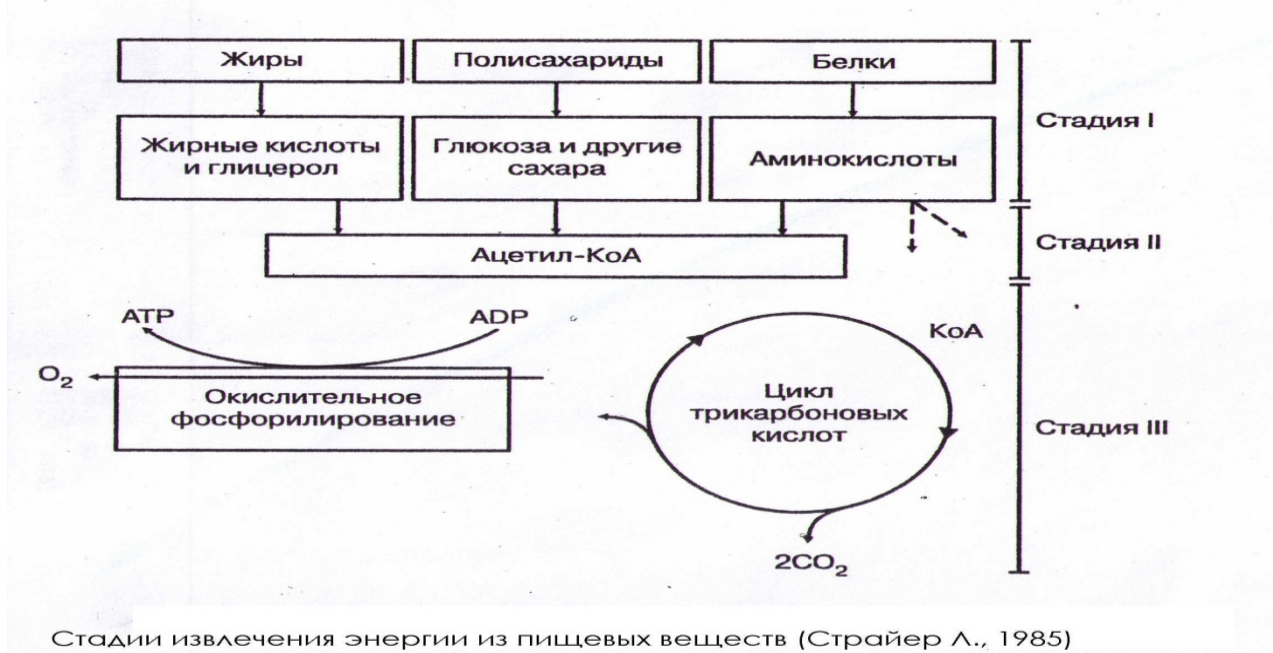 Жиры
Полисахариды
Белки
Жирные кислоты
и глицерол
Глюкоза и другие
сахара
Аминокислоты
Стадия I
Ацетил-КоА
Стадия II
ATP
ADP
O₂
Окислительное
фосфорилирование
КоА
Цикл
трикарбоновых
кислот
Стадия III
2CO₂
Стадии извлечения энергии из пищевых веществ (Страйер Л., 1985)